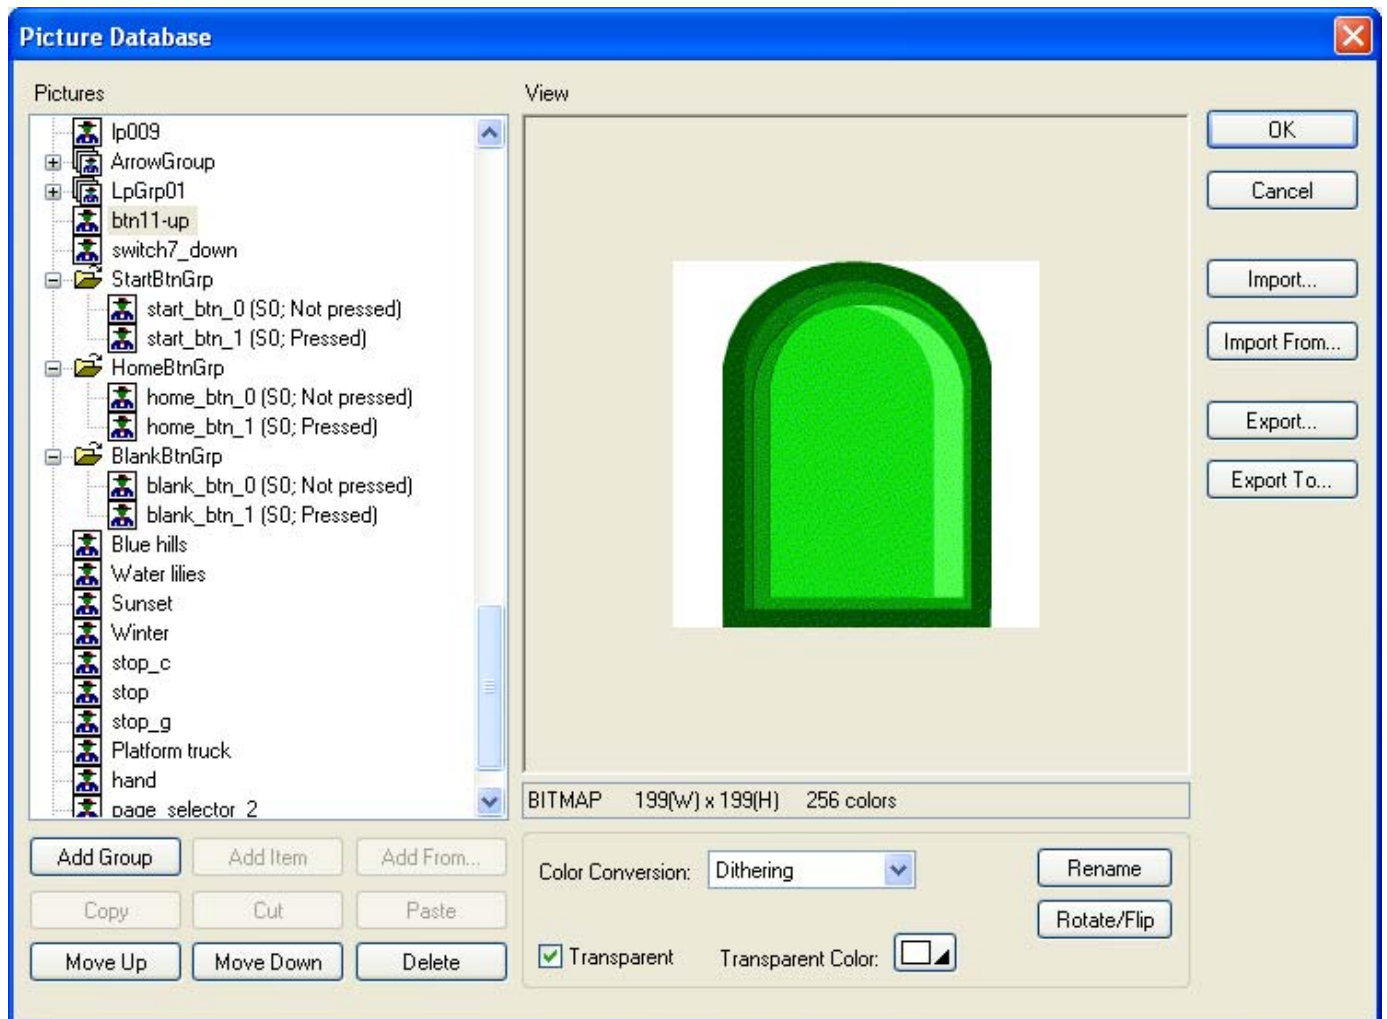 Picture Database
Pictures
lp009
ArrowGroup
LpGrp01
btn11-up
switch7_down
StartBtnGrp
start_btn_0 (S0; Not pressed)
start_btn_1 (S0; Pressed)
HomeBtnGrp
home_btn_0 (S0; Not pressed)
home_btn_1 (S0; Pressed)
BlankBtnGrp
blank_btn_0 (S0; Not pressed)
blank_btn_1 (S0; Pressed)
Blue hills
Water lilies
Sunset
Winter
stop_c
stop
stop_g
Platform truck
hand
page_selector_2
Add Group Add Item Add From...
Copy Cut Paste
Move Up Move Down Delete
View
BITMAP 199(W) x 199(H) 256 colors
Color Conversion: Dithering Rename
Rotate/Flip
Transparent Transparent Color:
OK
Cancel
Import...
Import From...
Export...
Export To...